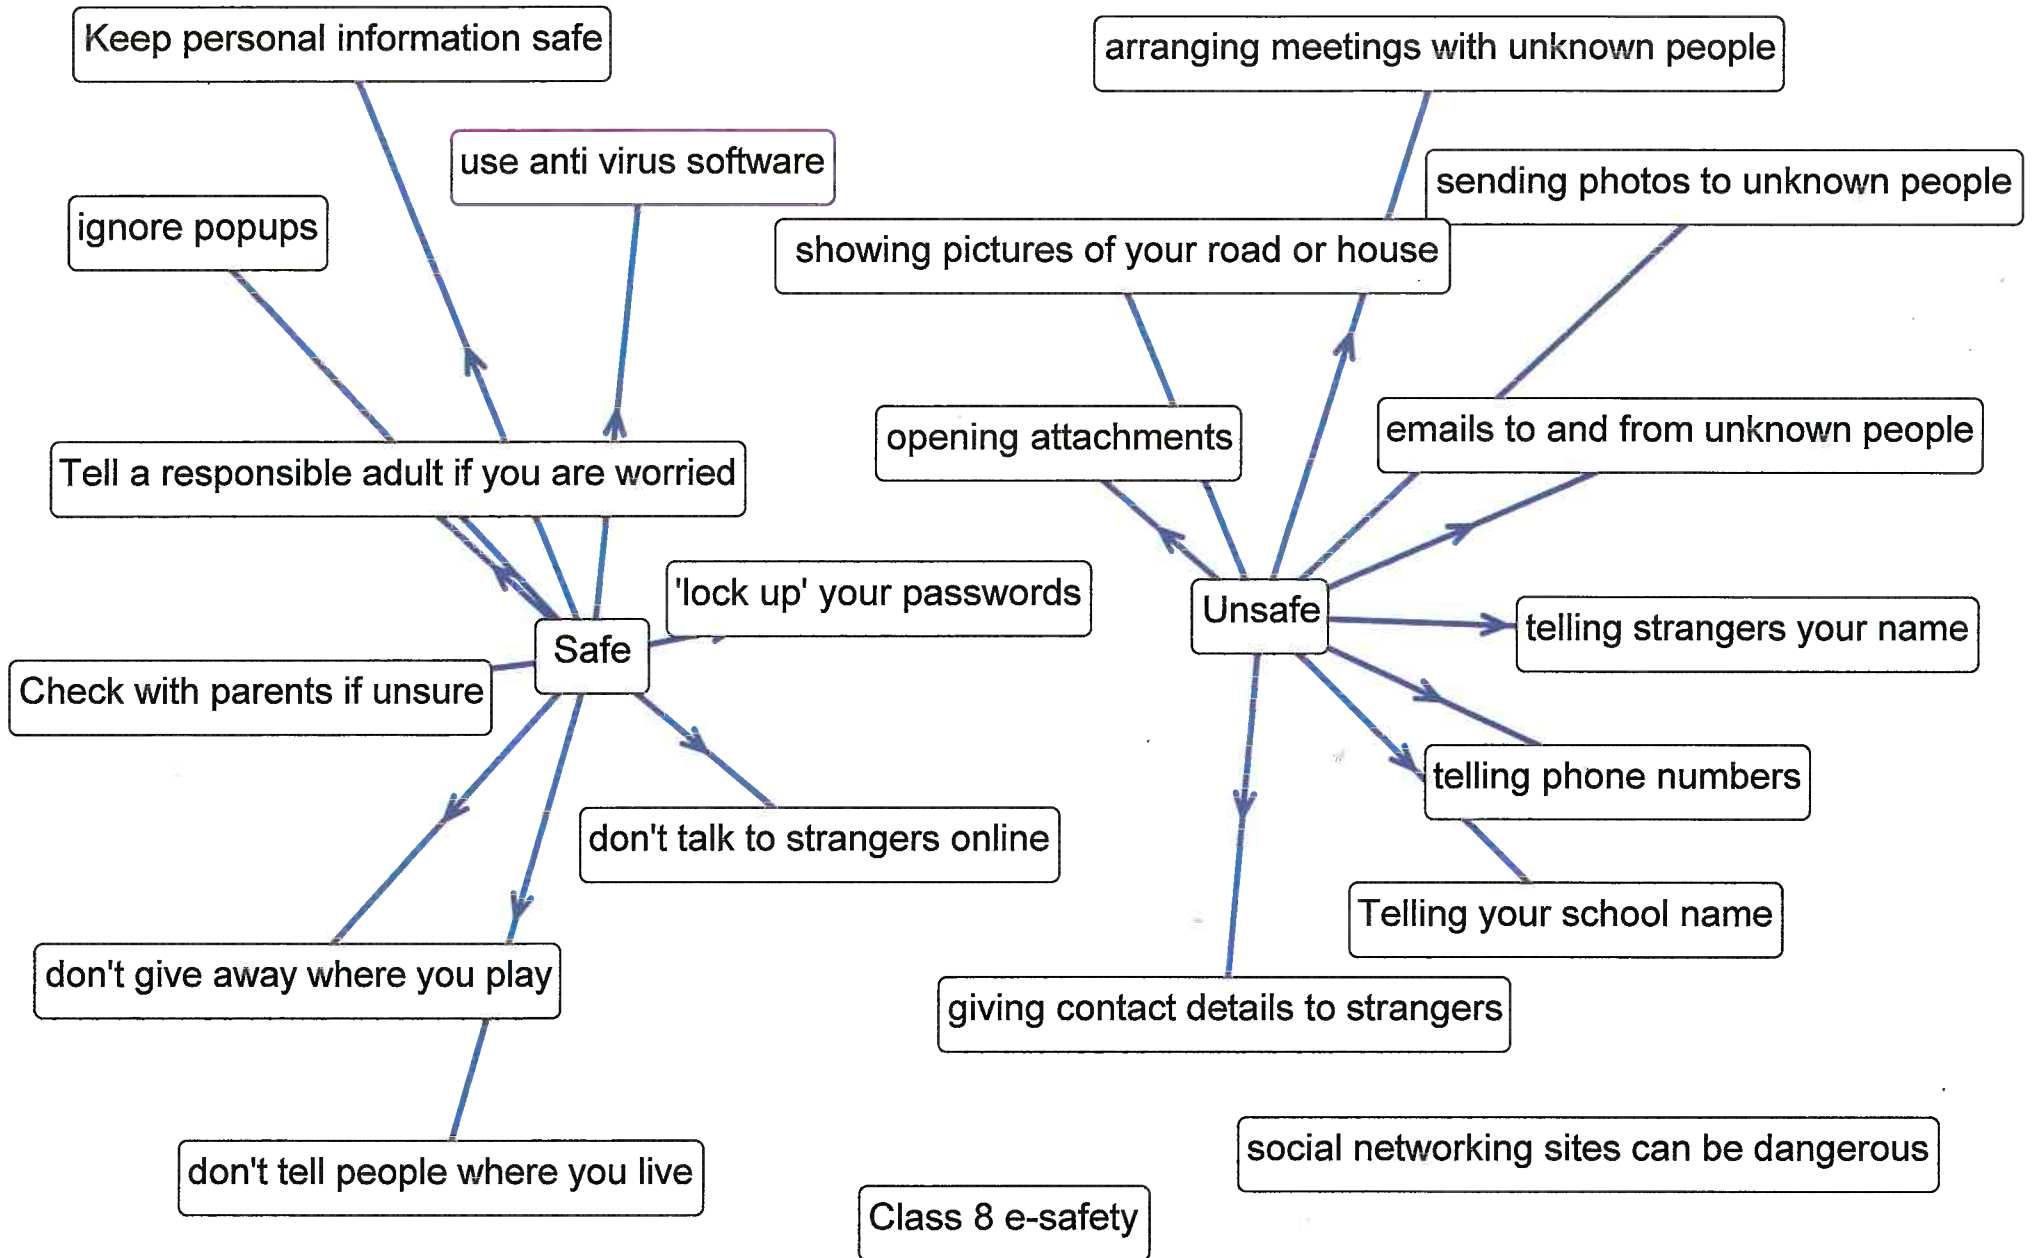 Keep personal information safe
arranging meetings with unknown people
use anti virus software
sending photos to unknown people
ignore popups
showing pictures of your road or house
opening attachments
emails to and from unknown people
Tell a responsible adult if you are worried
'lock up' your passwords
Unsafe
telling strangers your name
Safe
Check with parents if unsure
telling phone numbers
don't talk to strangers online
Telling your school name
don't give away where you play
giving contact details to strangers
social networking sites can be dangerous
don't tell people where you live
Class 8 e-safety